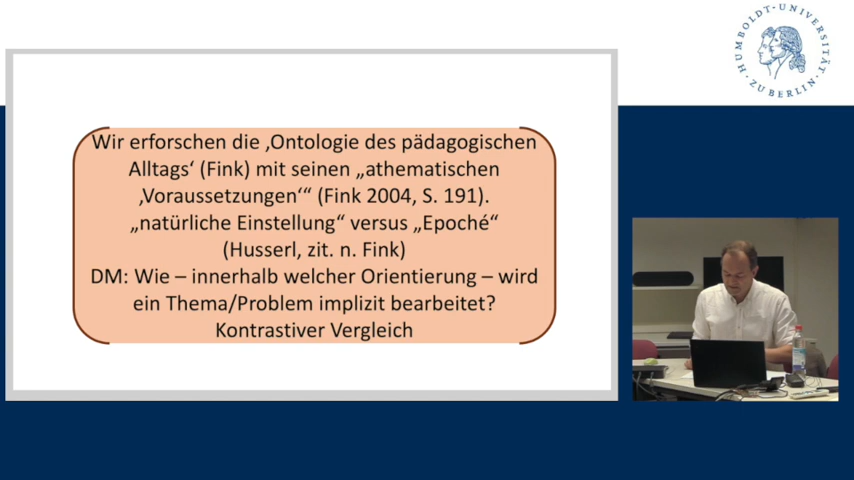 HUMBOLDT-UNIVERSITÄT
ZU BERLIN
Wir erforschen die ‚Ontologie des pädagogischen
Alltags‘ (Fink) mit seinen „athematischen
‚Voraussetzungen‘“ (Fink 2004, S. 191).
„natürliche Einstellung“ versus „Epoché“
(Husserl, zit. n. Fink)
DM: Wie – innerhalb welcher Orientierung – wird
ein Thema/Problem implizit bearbeitet?
Kontrastiver Vergleich